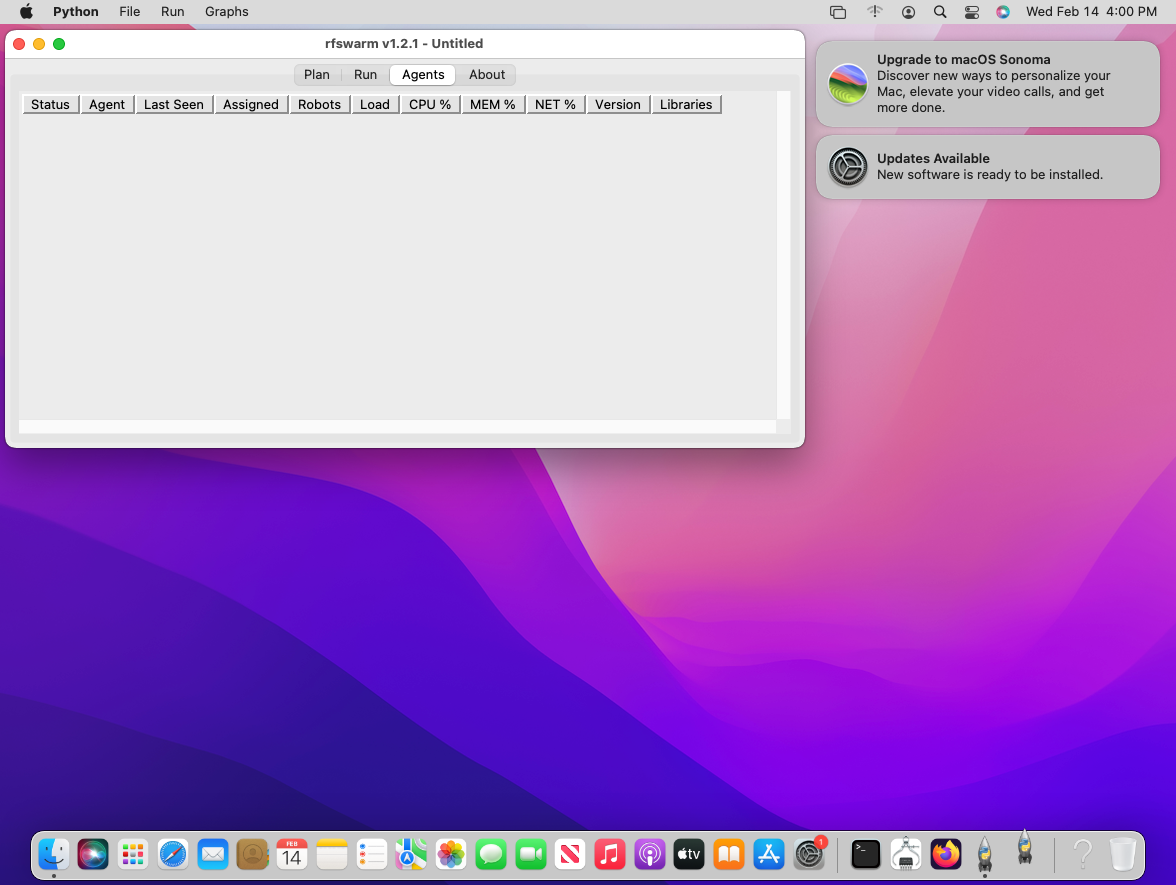 Python File Run Graphs Wed Feb 14 4:00 PM
rfswarm v1.2.1 - Untitled
Plan Run Agents About
Status Agent Last Seen Assigned Robots Load CPU % MEM % NET % Version Libraries
Upgrade to macOS Sonoma
Discover new ways to personalize your
Mac, elevate your video calls, and get
more done.
Updates Available
New software is ready to be installed.
FEB
14
tv
1
>_
?